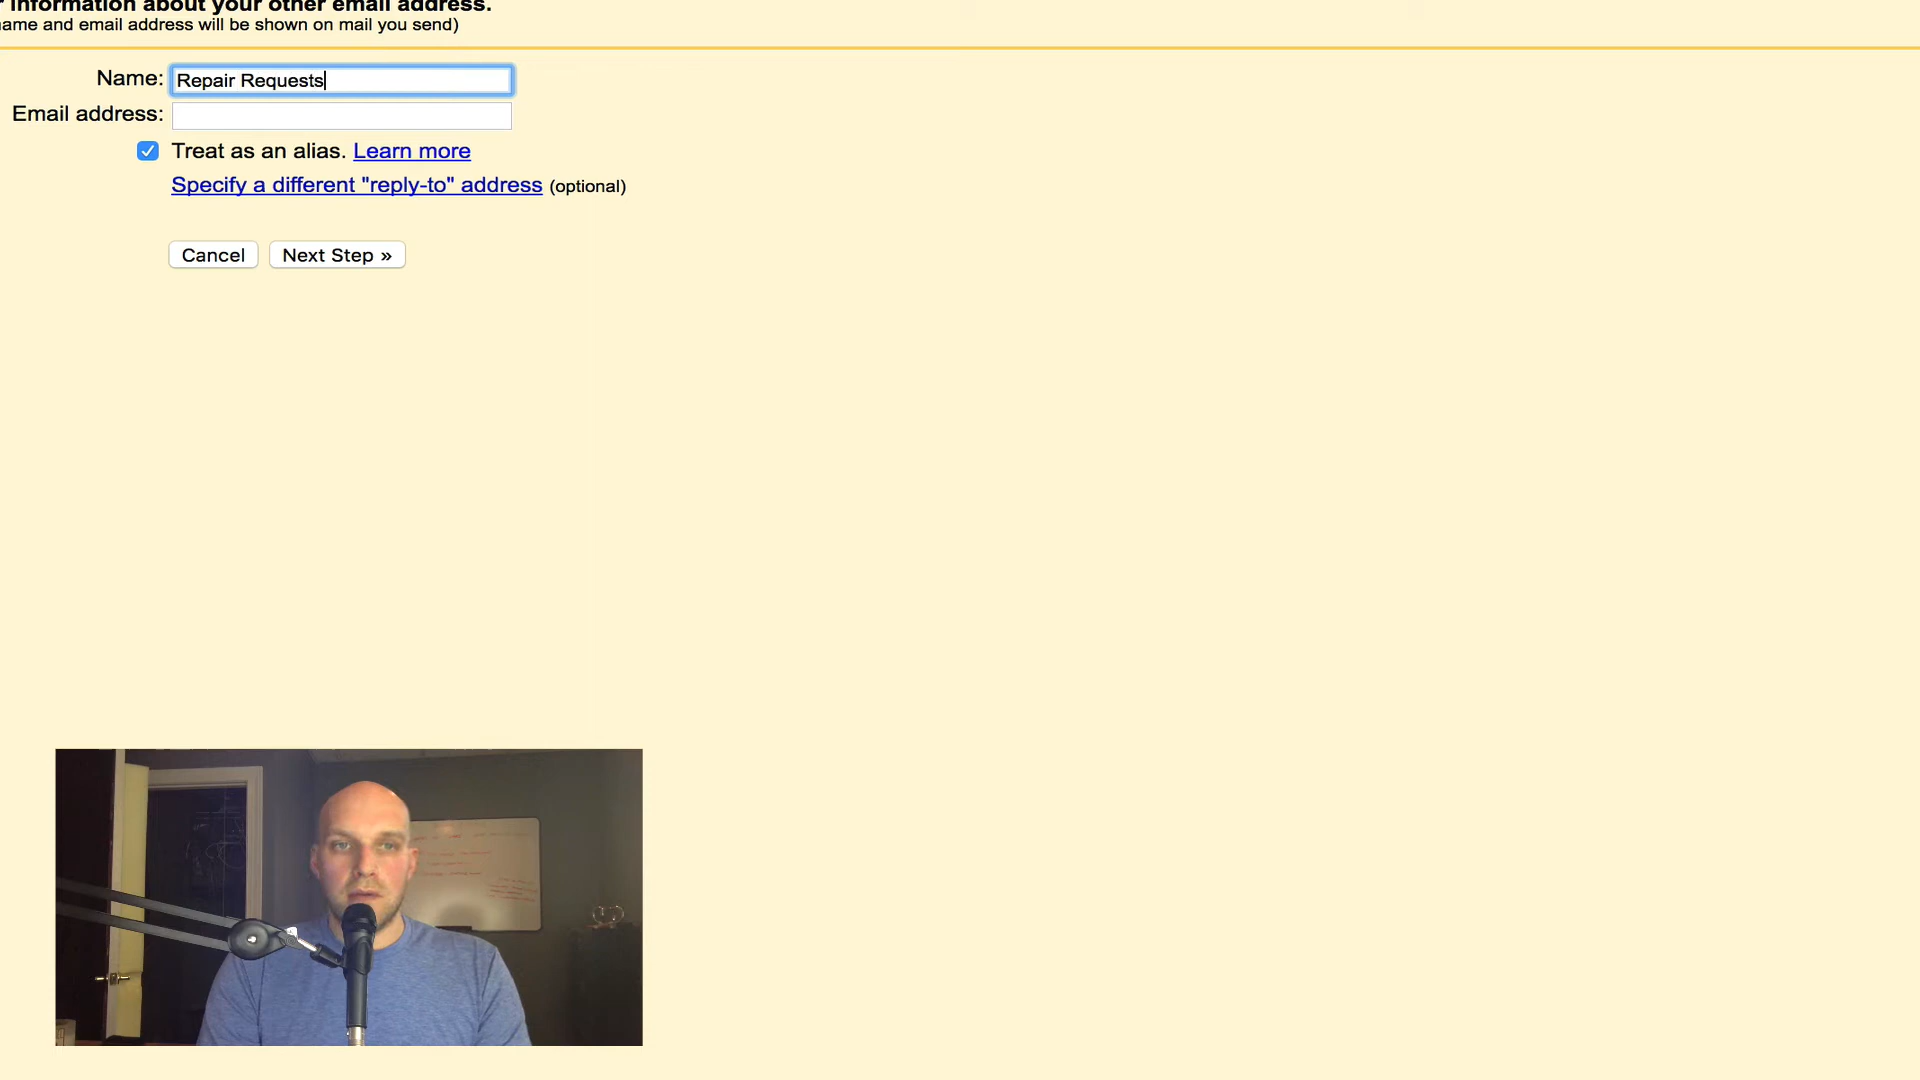 information about your other email address.
name and email address will be shown on mail you send)
Name: Repair Requests
Email address:
Treat as an alias. Learn more
Specify a different "reply-to" address (optional)
Cancel Next Step »